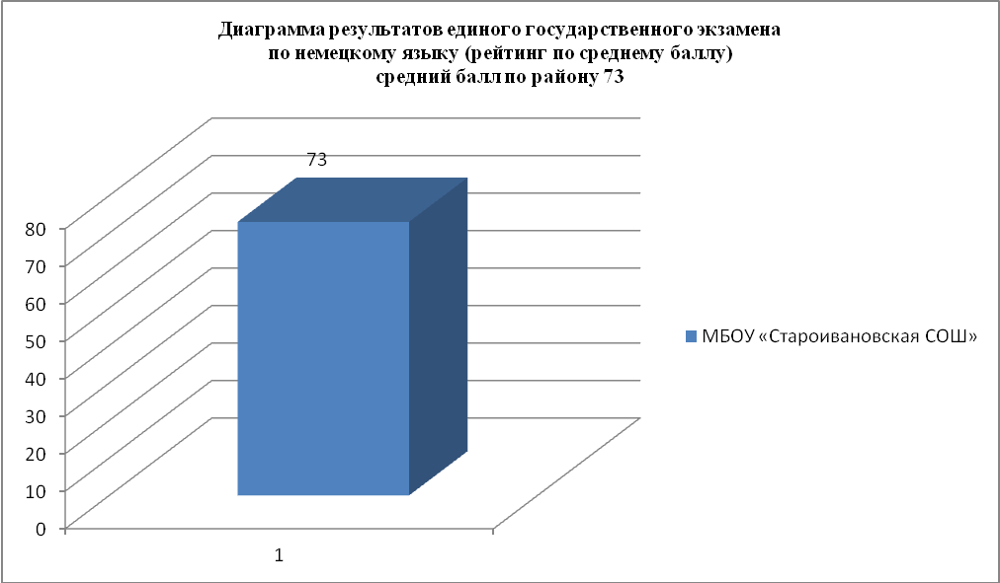 Диаграмма результатов единого государственного экзамена
по немецкому языку (рейтинг по среднему баллу)
средний балл по району 73
73
80
70
60
50
40
30
20
10
0
1
МБОУ «Староивановская СОШ»